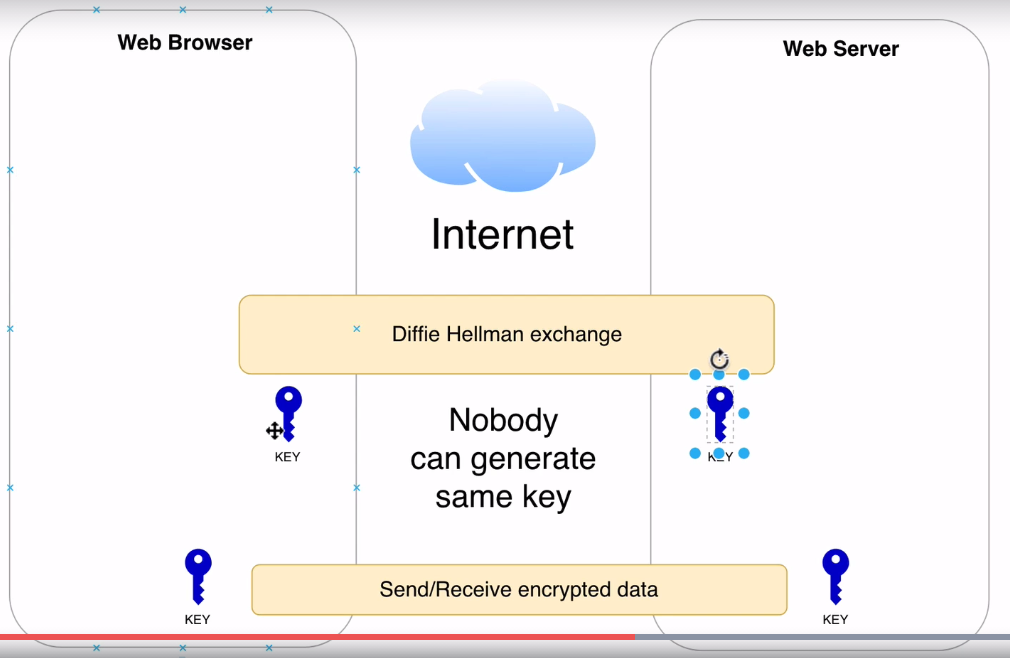 Web Browser
Web Server
Internet
Diffie Hellman exchange
Nobody
can generate
same key
KEY
KEY
Send/Receive encrypted data
KEY
KEY